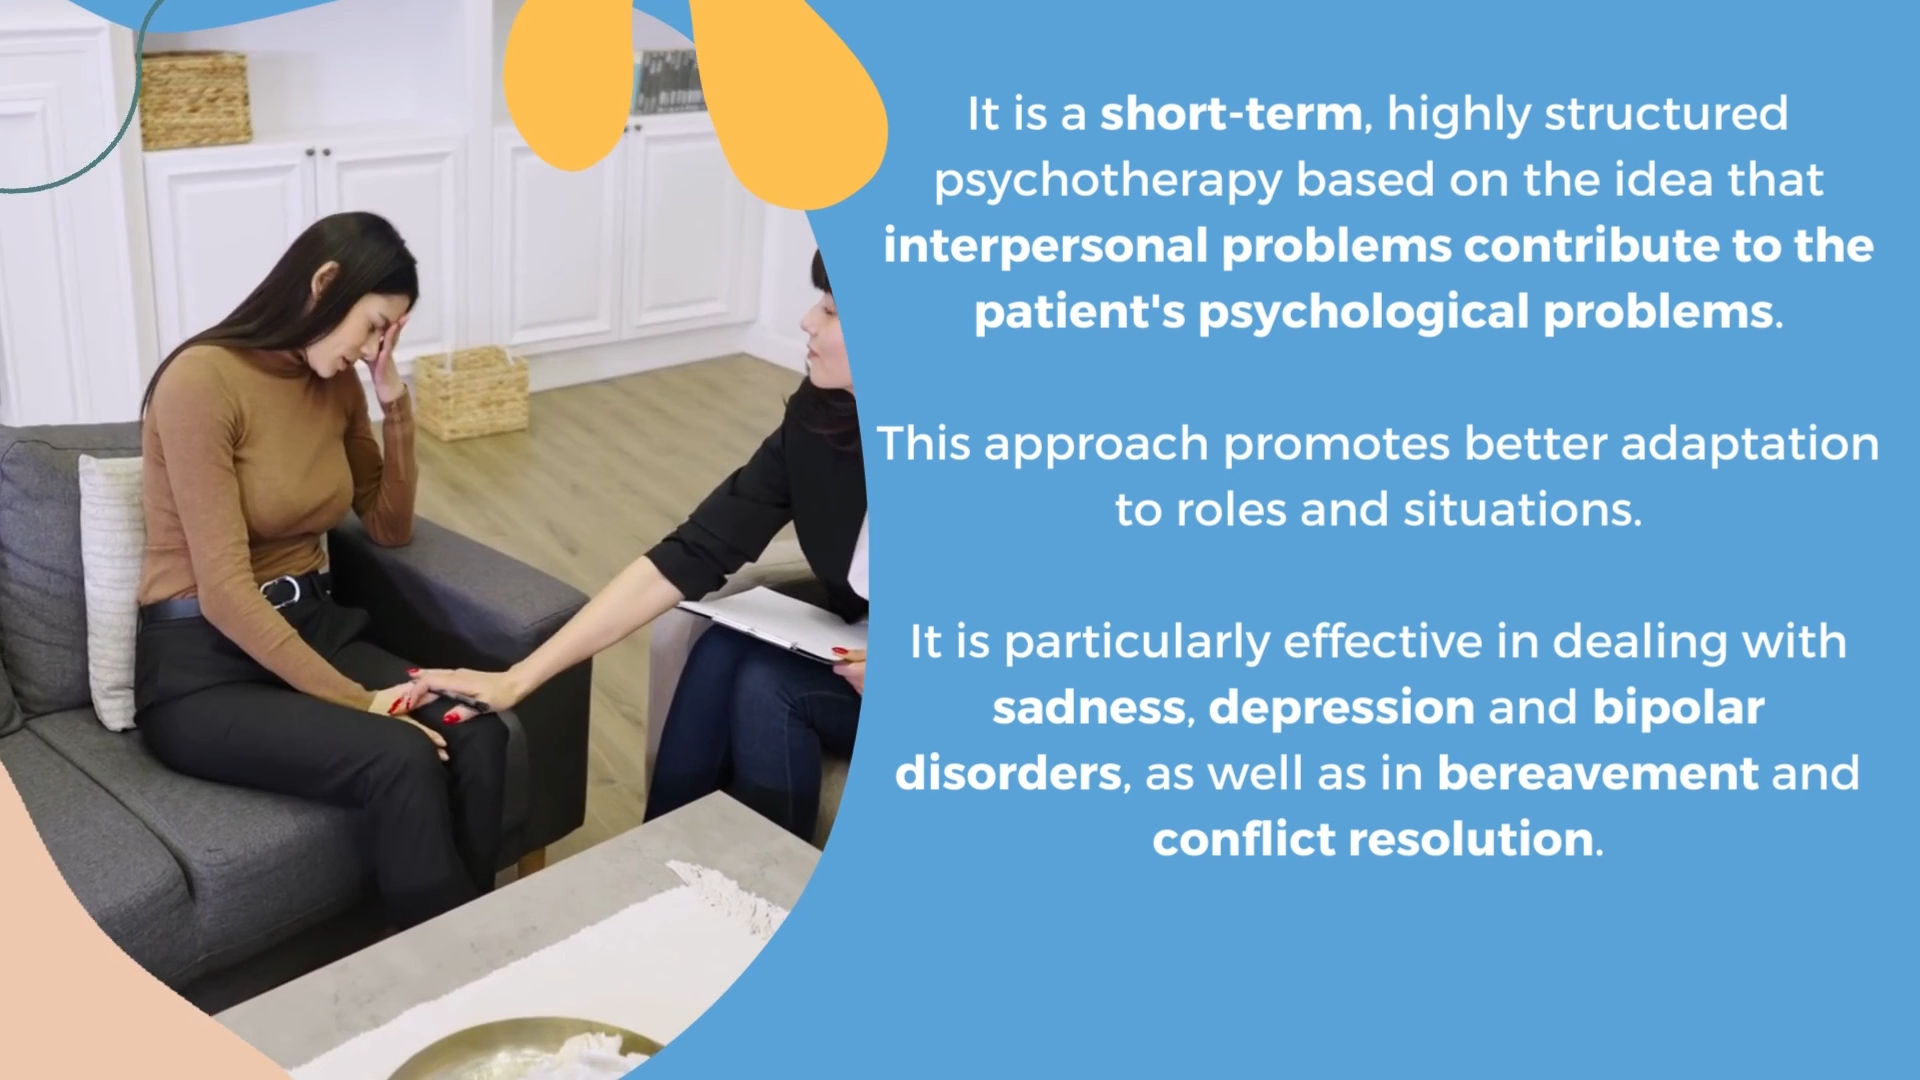 It is a short-term, highly structured
psychotherapy based on the idea that
interpersonal problems contribute to the
patient's psychological problems.
This approach promotes better adaptation
to roles and situations.
It is particularly effective in dealing with
sadness, depression and bipolar
disorders, as well as in bereavement and
conflict resolution.